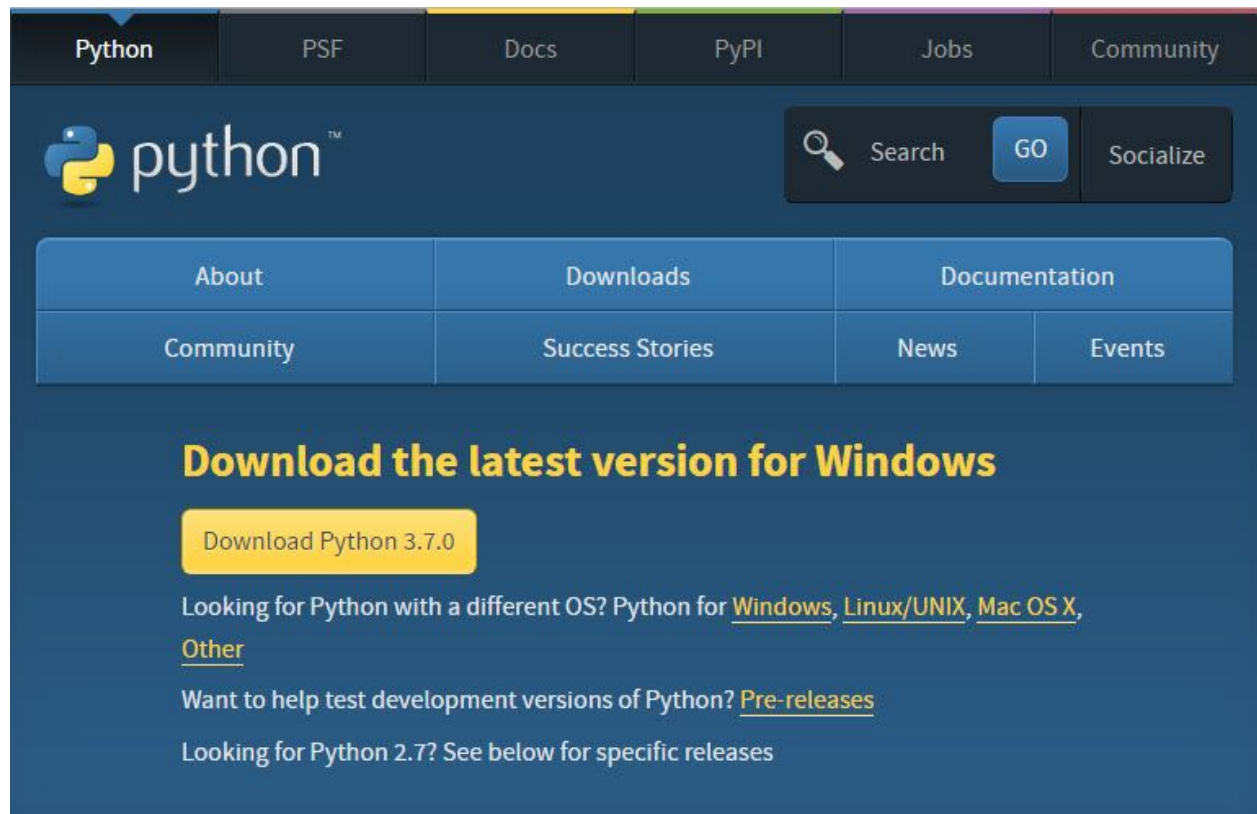 Python PSF Docs PyPI Jobs Community
python™
Search GO Socialize
About Downloads Documentation
Community Success Stories News Events
Download the latest version for Windows
Download Python 3.7.0
Looking for Python with a different OS? Python for Windows, Linux/UNIX, Mac OS X,
Other
Want to help test development versions of Python? Pre-releases
Looking for Python 2.7? See below for specific releases